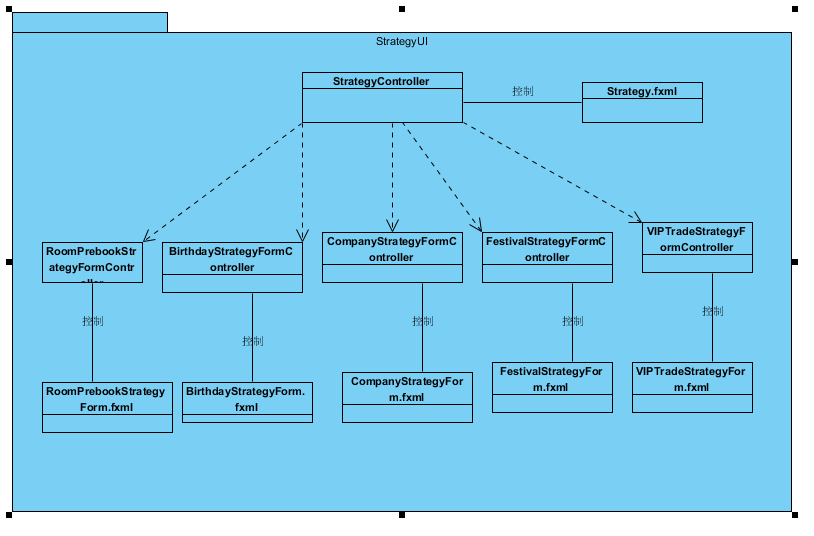 StrategyUI
StrategyController
控制
Strategy.fxml
RoomPrebookStr
ategyFormContr
BirthdayStrategyFormC
ontroller
CompanyStrategyFormC
ontroller
FestivalStrategyFormC
ontroller
VIPTradeStrategyF
ormController
控制
控制
控制
控制
控制
RoomPrebookStrategy
Form.fxml
BirthdayStrategyForm.
fxml
CompanyStrategyFor
m.fxml
FestivalStrategyFor
m.fxml
VIPTradeStrategyFor
m.fxml